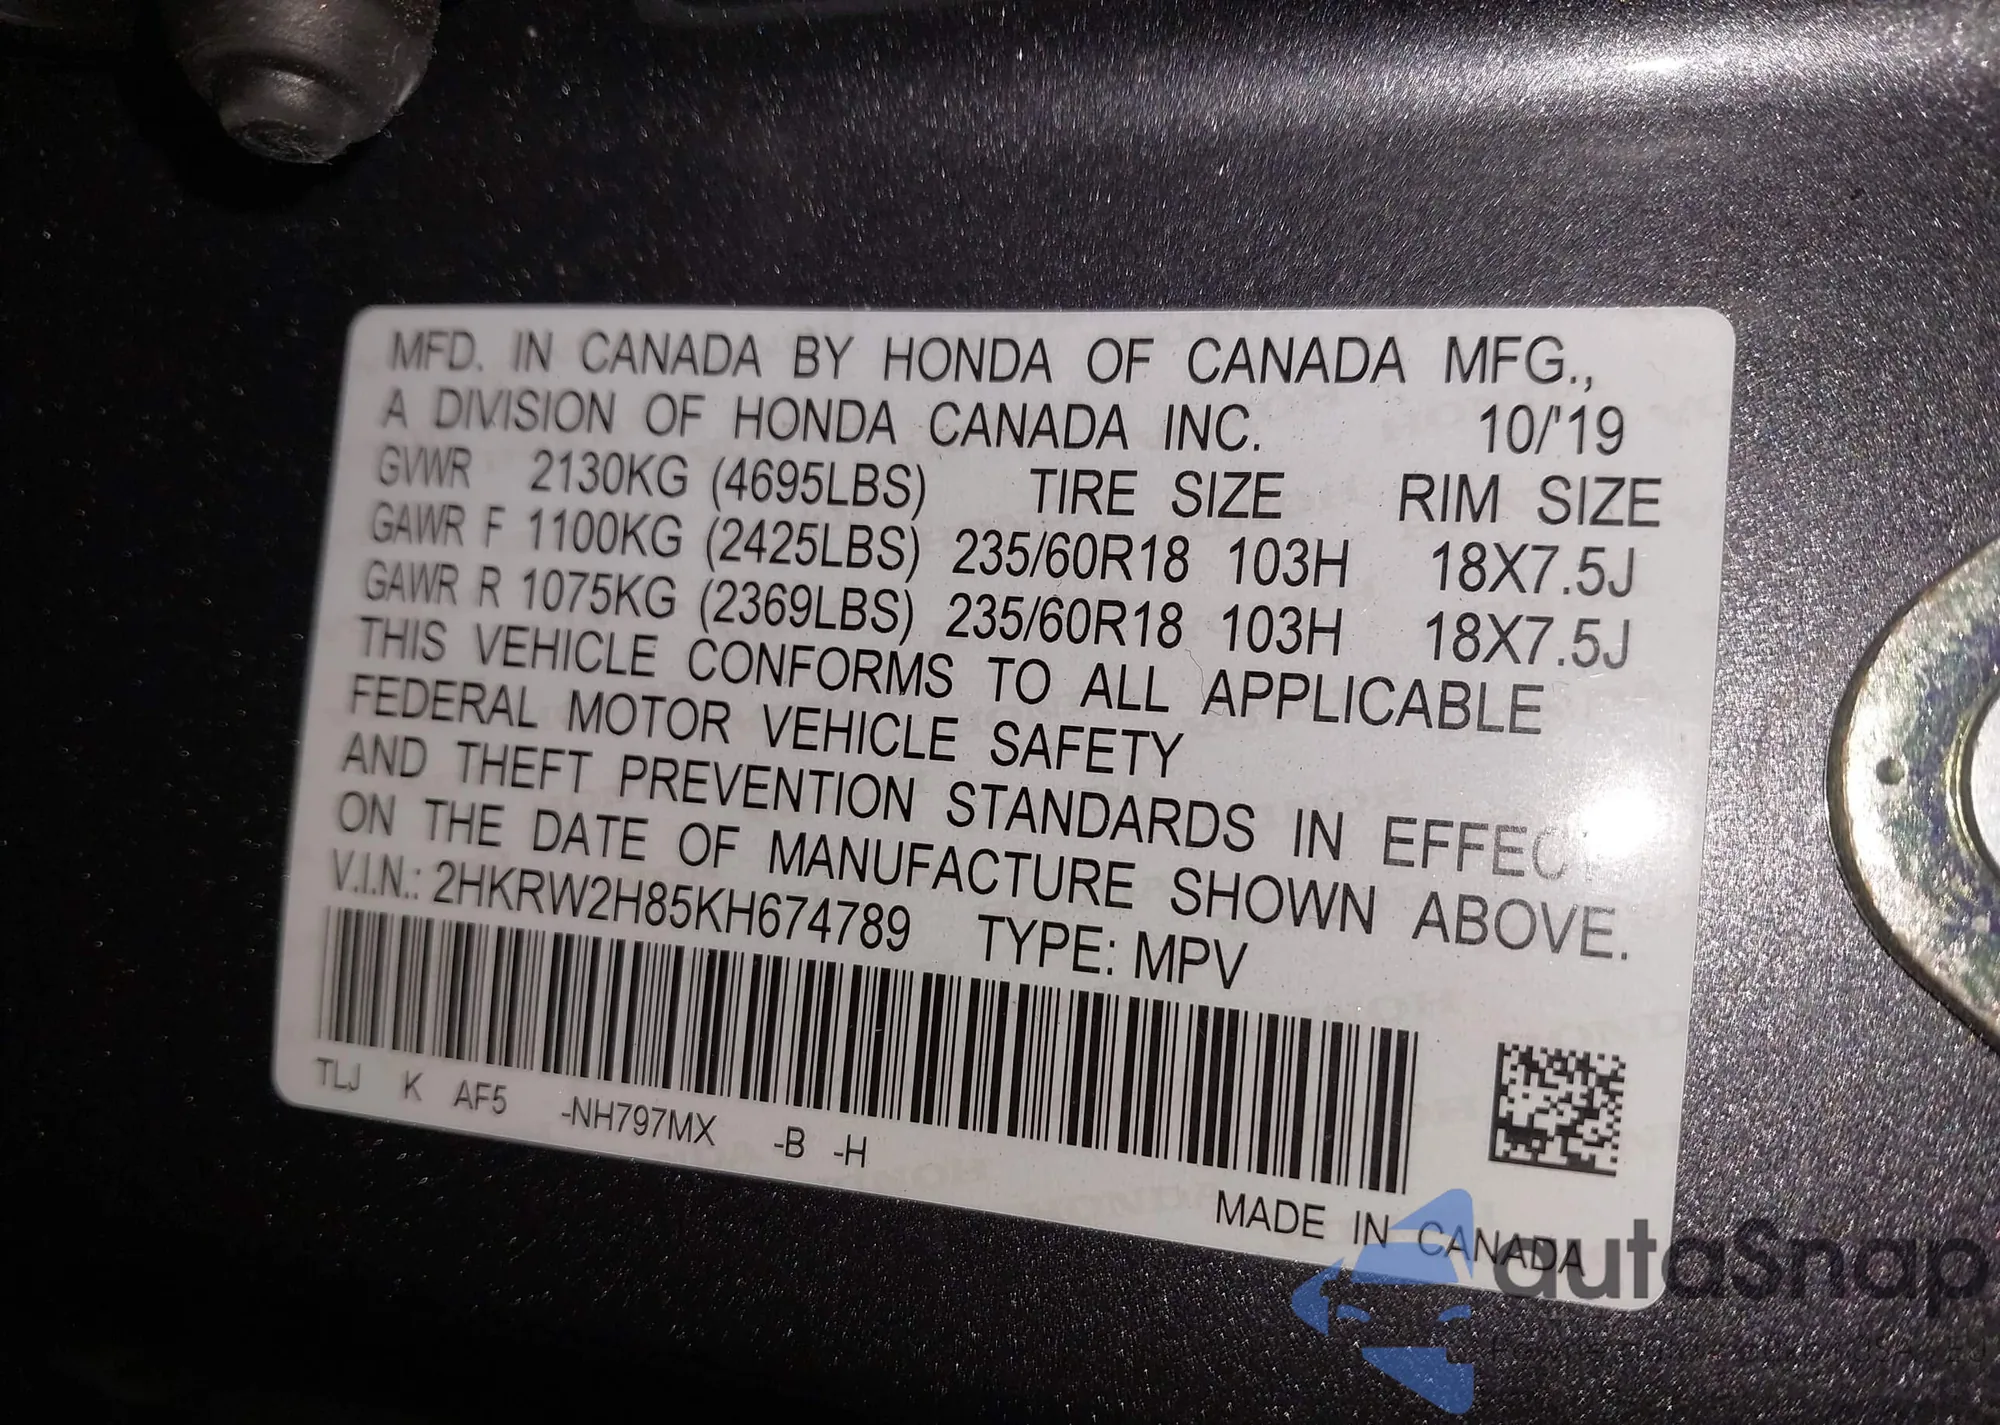 MFD. IN CANADA BY HONDA OF CANADA MFG.,
A DIVISION OF HONDA CANADA INC. 10/'19
GVWR 2130KG (4695LBS) TIRE SIZE RIM SIZE
GAWR F 1100KG (2425LBS) 235/60R18 103H 18X7.5J
GAWR R 1075KG (2369LBS) 235/60R18 103H 18X7.5J
THIS VEHICLE CONFORMS TO ALL APPLICABLE
FEDERAL MOTOR VEHICLE SAFETY
AND THEFT PREVENTION STANDARDS IN EFFECT
ON THE DATE OF MANUFACTURE SHOWN ABOVE.
V.I.N.: 2HKRW2H85KH674789 TYPE: MPV
TLJ K AF5 -NH797MX -B -H
MADE IN CANADA
autaSnap